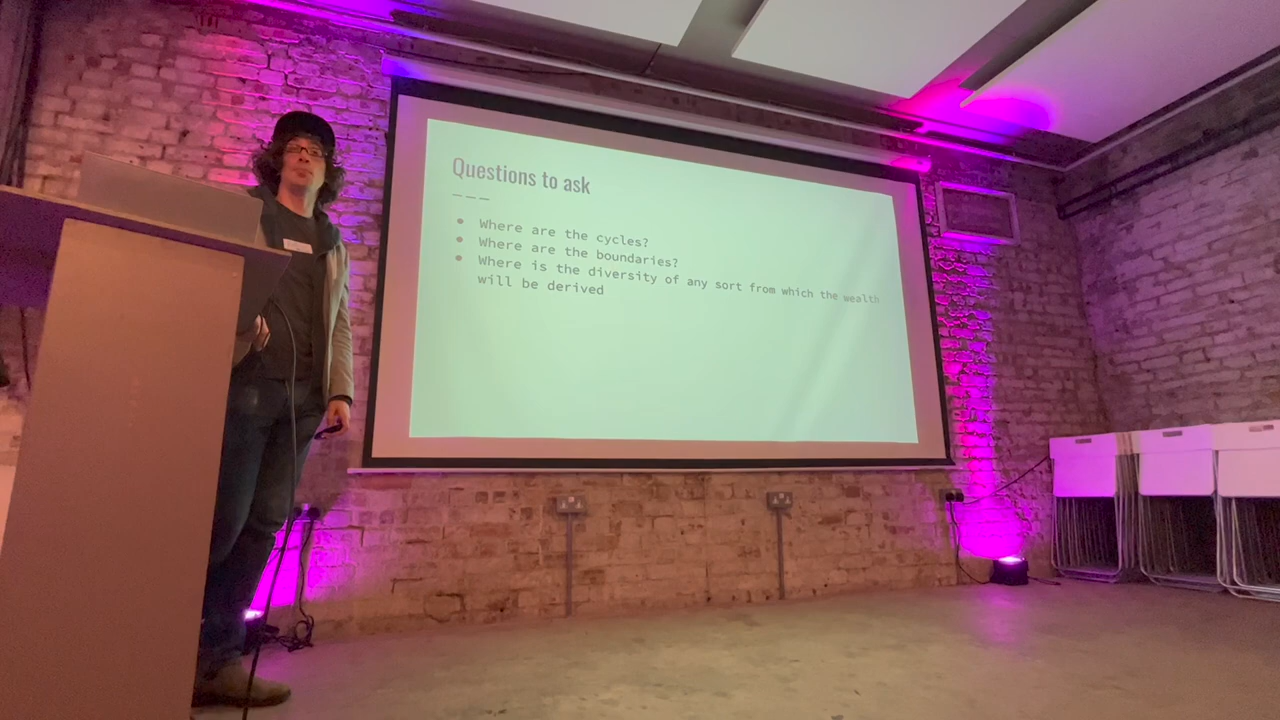 Questions to ask
● Where are the cycles?
● Where are the boundaries?
● Where is the diversity of any sort from which the wealth
will be derived